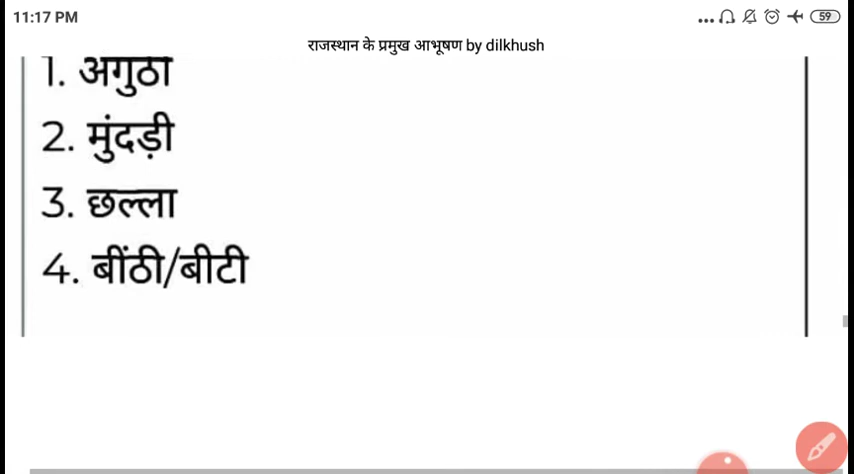 11:17 PM
59
राजस्थान के प्रमुख आभूषण by dilkhush
1. अगुठा
2. मुंदड़ी
3. छल्ला
4. बींठी/बीटी